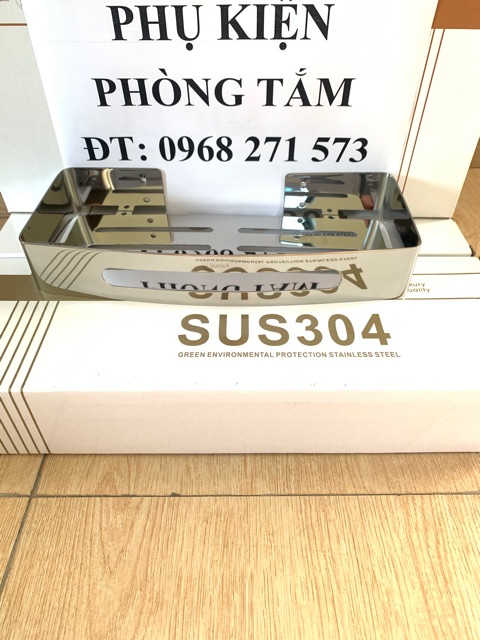 PHỤ KIỆN
PHÒNG TẮM
ĐT: 0968 271 573
SUS304
GREEN ENVIRONMENTAL PROTECTION STAINLESS STEEL